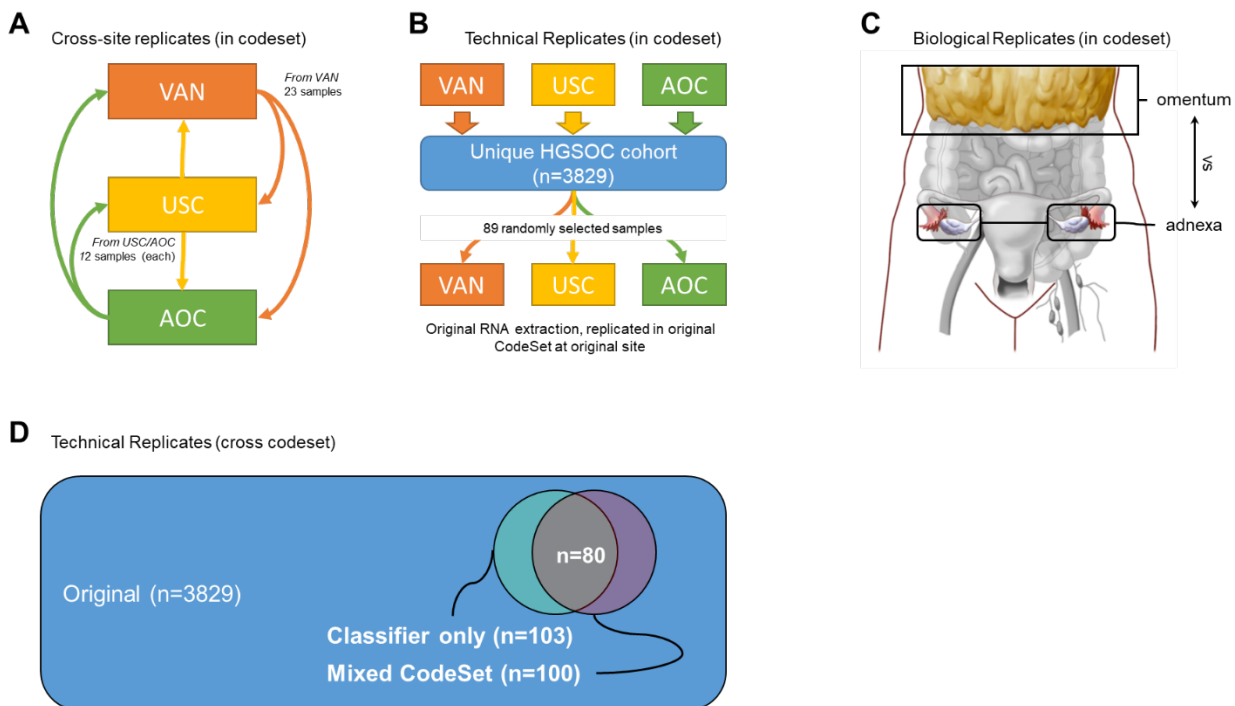 A
Cross-site replicates (in codeset)
VAN
From VAN
23 samples
USC
From USC/AOC
12 samples (each)
AOC
B
Technical Replicates (in codeset)
VAN
USC
AOC
Unique HGSOC cohort
(n=3829)
89 randomly selected samples
VAN
USC
AOC
Original RNA extraction, replicated in original
CodeSet at original site
C
Biological Replicates (in codeset)
omentum
vs
adnexa
D
Technical Replicates (cross codeset)
n=80
Original (n=3829)
Classifier only (n=103)
Mixed CodeSet (n=100)